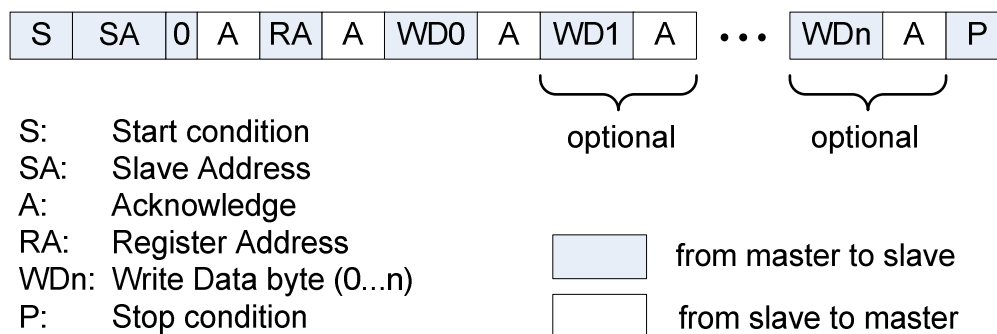 S SA 0 A RA A WD0 A WD1 A ••• WDn A P
optional optional
S: Start condition
SA: Slave Address
A: Acknowledge
RA: Register Address
WDn: Write Data byte (0...n)
P: Stop condition
from master to slave
from slave to master